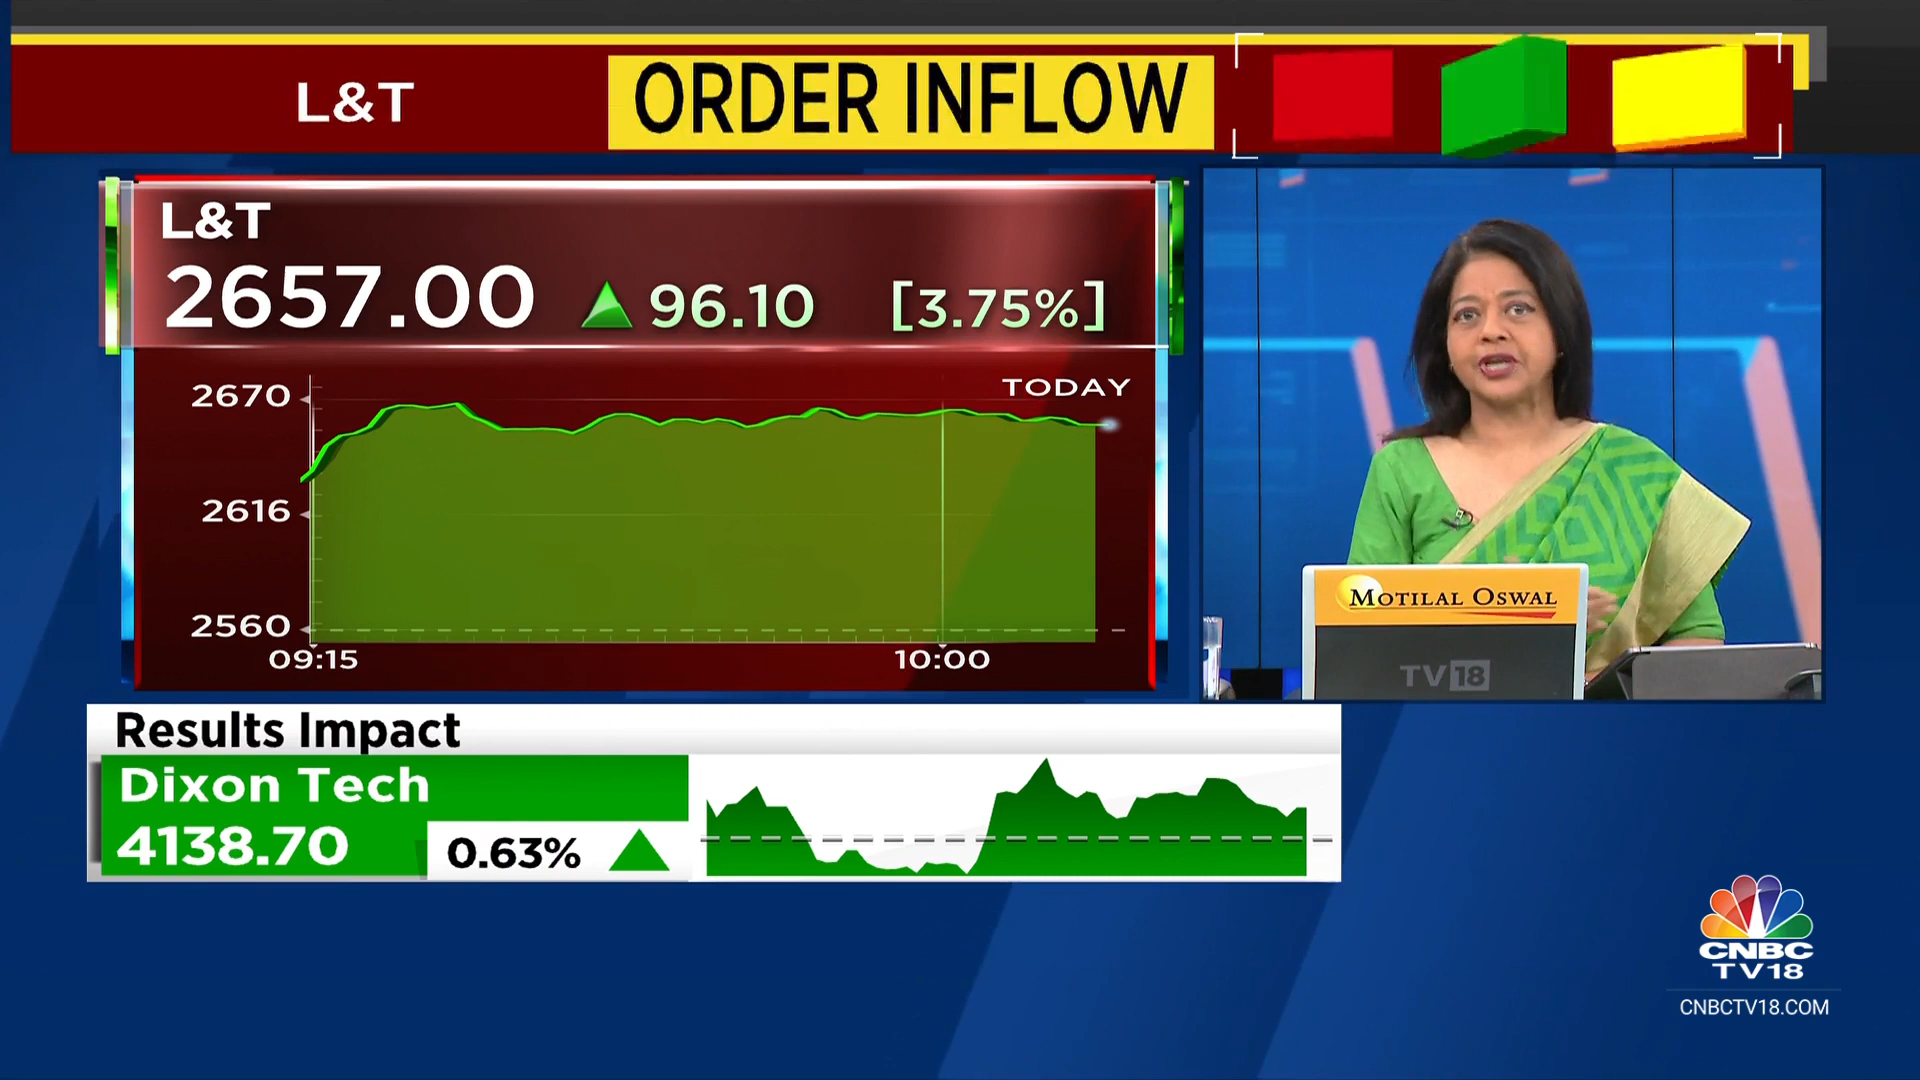 L&T
ORDER INFLOW
L&T
2657.00 ▲ 96.10 [3.75%]
TODAY
2670
2616
2560
09:15
10:00
MOTILAL OSWAL
TV18
Results Impact
Dixon Tech
4138.70
0.63% ▲
CNBC
TV18
CNBCTV18.COM